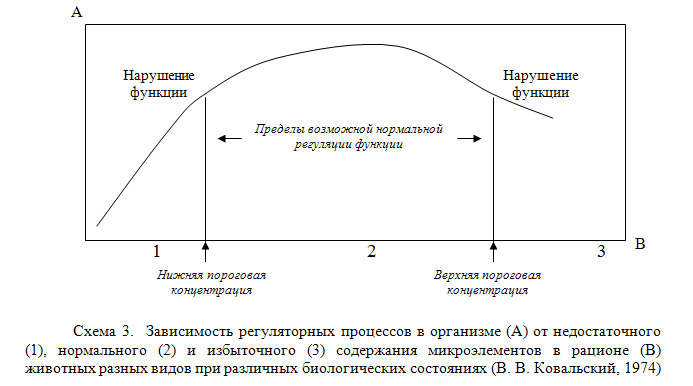 А
Нарушение
функции
Нарушение
функции
Пределы возможной нормальной
регуляции функции
1
2
3
В
Нижняя пороговая
концентрация
Верхняя пороговая
концентрация
Схема 3. Зависимость регуляторных процессов в организме (А) от недостаточного
(1), нормального (2) и избыточного (3) содержания микроэлементов в рационе (В)
животных разных видов при различных биологических состояниях (В. В. Ковальский, 1974)